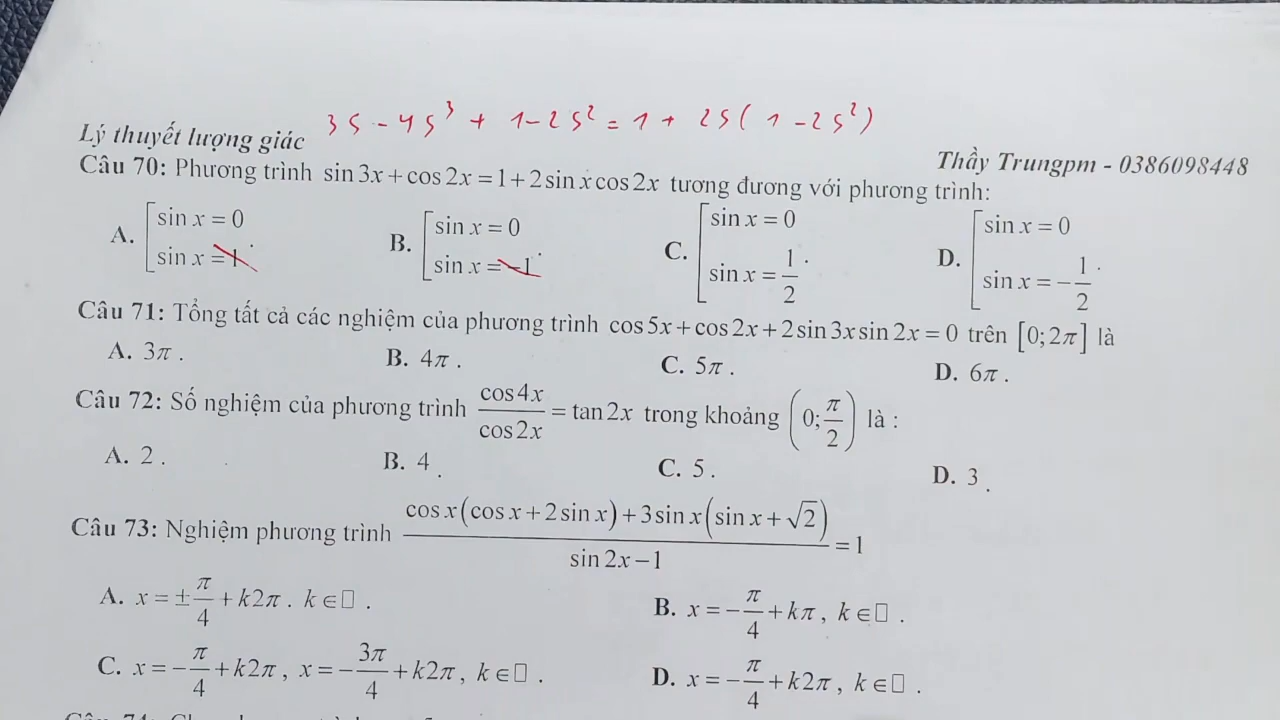 3s - 4s³ + 1 - 2s² = 1 + 2s(1 - 2s²)
Lý thuyết lượng giác
Thầy Trungpm - 0386098448
Câu 70: Phương trình sin 3x + cos 2x = 1 + 2 sin x cos 2x tương đương với phương trình:
A. [sin x = 0; sin x = 1. B. [sin x = 0; sin x = -1. C. [sin x = 0; sin x = 1/2. D. [sin x = 0; sin x = -1/2.
Câu 71: Tổng tất cả các nghiệm của phương trình cos 5x + cos 2x + 2 sin 3x sin 2x = 0 trên [0; 2π] là
A. 3π. B. 4π. C. 5π. D. 6π.
Câu 72: Số nghiệm của phương trình cos 4x / cos 2x = tan 2x trong khoảng (0; π/2) là :
A. 2. B. 4. C. 5. D. 3.
Câu 73: Nghiệm phương trình (cos x(cos x + 2 sin x) + 3 sin x(sin x + √2)) / (sin 2x - 1) = 1
A. x = ±π/4 + k2π. k ∈ □. B. x = -π/4 + kπ, k ∈ □.
C. x = -π/4 + k2π, x = -3π/4 + k2π, k ∈ □. D. x = -π/4 + k2π, k ∈ □.